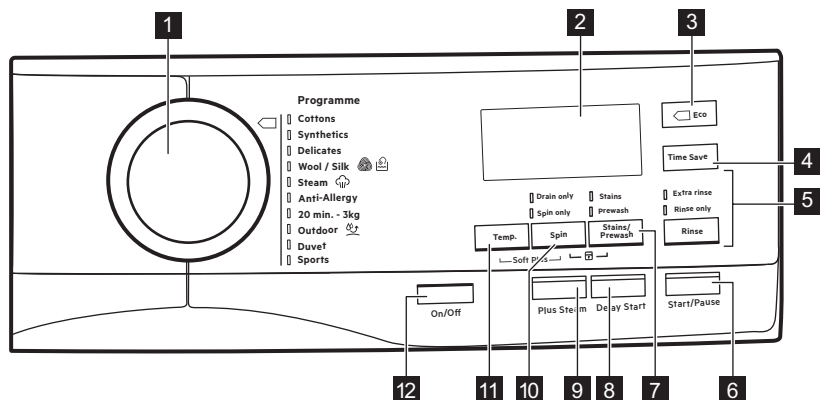 1
2
3
Programme
Cottons
Synthetics
Delicates
Wool / Silk
Steam
Anti-Allergy
20 min. - 3kg
Outdoor
Duvet
Sports
Eco
Time Save
4
5
Drain only
Spin only
Stains
Prewash
Extra rinse
Rinse only
Temp.
Spin
Stains/
Prewash
Rinse
Soft Plus
On/Off
Plus Steam
Delay Start
Start/Pause
12
11
10
9
8
7
6